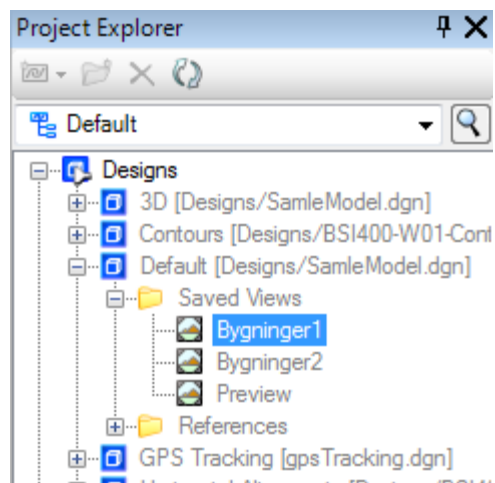 Project Explorer
Default
Designs
3D [Designs/SamleModel.dgn]
Contours [Designs/BSI400-W01-Cont
Default [Designs/SamleModel.dgn]
Saved Views
Bygninger1
Bygninger2
Preview
References
GPS Tracking [gpsTracking.dgn]